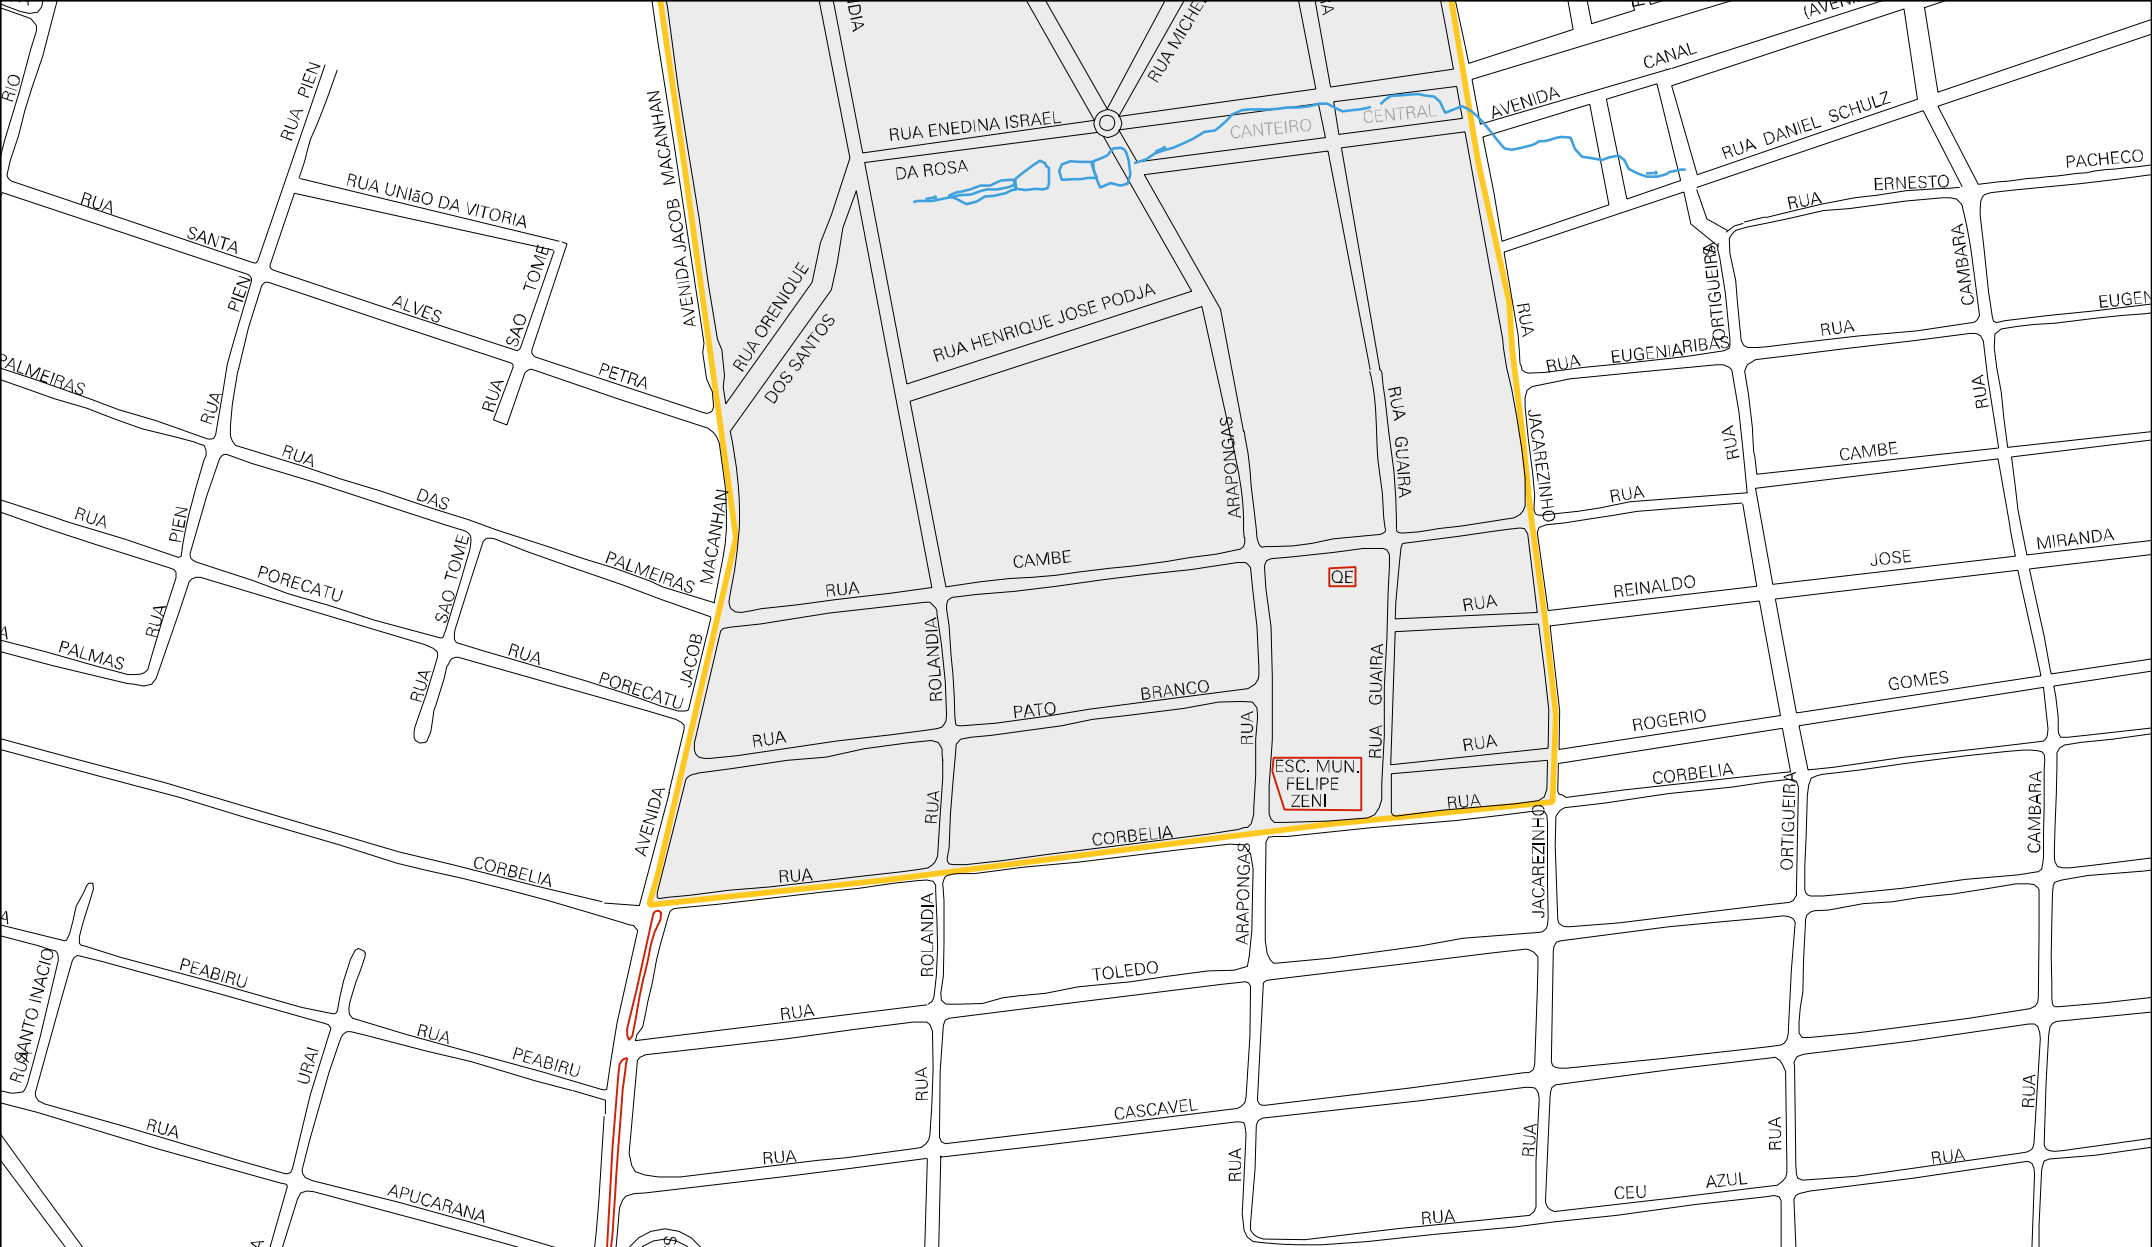 RIO
RUA PIEN
NDIA
RUA MICHE
AVENIDA CANAL
(AVEN
RUA ENEDINA ISRAEL
DA ROSA
CANTEIRO CENTRAL
RUA DANIEL SCHULZ
PACHECO
RUA ERNESTO
RUA UNIãO DA VITORIA
RUA SANTA
ALVES
PETRA
RUA SAO TOME
AVENIDA JACOB MACANHAN
RUA ORENIQUE
DOS SANTOS
RUA HENRIQUE JOSE PODJA
RUA
JACAREZINHO
RUA EUGENIA
RIBAS
RUA
EUGEN
ORTIGUEIRA
CAMBARA
RUA
RUA
RUA PIEN
PALMEIRAS
RUA DAS PALMEIRAS
RUA PIEN
RUA
PORECATU
SAO TOME
RUA
RUA PORECATU
PALMAS
ARAPONGAS
RUA GUAIRA
RUA CAMBE
RUA CAMBE
QE
RUA
REINALDO JOSE MIRANDA
AVENIDA JACOB MACANHAN
ROLANDIA
RUA
RUA PATO BRANCO
RUA
RUA GUAIRA
RUA
ROGERIO GOMES
ESC. MUN.
FELIPE
ZENI
RUA
CORBELIA
CORBELIA
RUA CORBELIA
JACAREZINHO
ORTIGUEIRA
CAMBARA
ROLANDIA
ARAPONGAS
RUA SANTO INACIO
PEABIRU
RUA PEABIRU
URAI
RUA TOLEDO
RUA
RUA CASCAVEL
RUA
RUA
RUA
RUA
RUA APUCARANA
RUA CEU AZUL
RUA